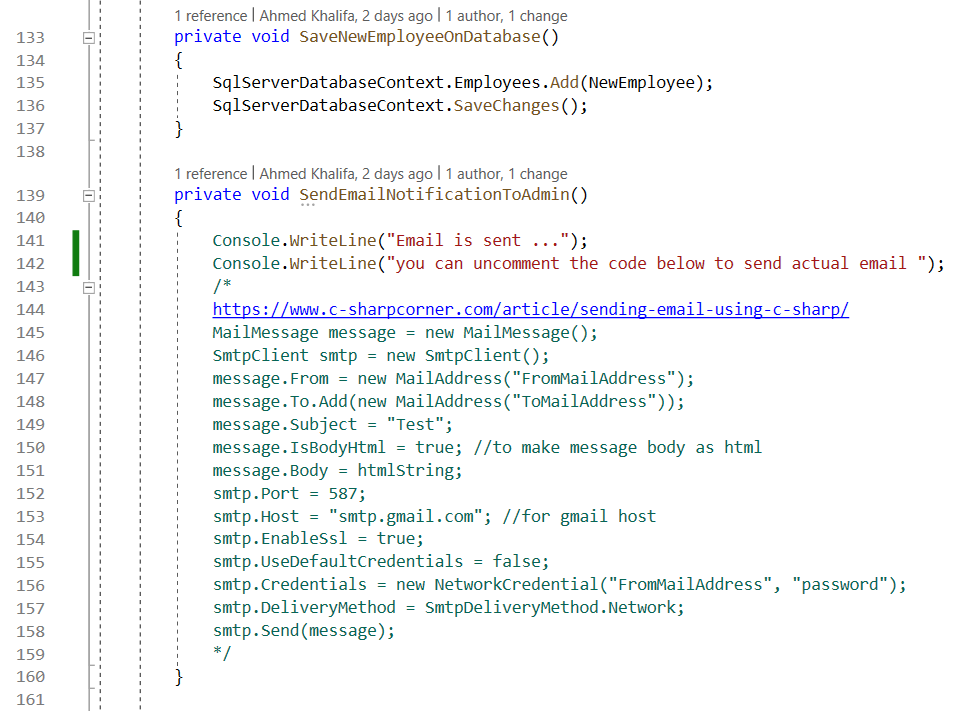 1 reference | Ahmed Khalifa, 2 days ago | 1 author, 1 change
133 private void SaveNewEmployeeOnDatabase()
134 {
135 SqlServerDatabaseContext.Employees.Add(NewEmployee);
136 SqlServerDatabaseContext.SaveChanges();
137 }
138
1 reference | Ahmed Khalifa, 2 days ago | 1 author, 1 change
139 private void SendEmailNotificationToAdmin()
140 {
141 Console.WriteLine("Email is sent ...");
142 Console.WriteLine("you can uncomment the code below to send actual email ");
143 /*
144 https://www.c-sharpcorner.com/article/sending-email-using-c-sharp/
145 MailMessage message = new MailMessage();
146 SmtpClient smtp = new SmtpClient();
147 message.From = new MailAddress("FromMailAddress");
148 message.To.Add(new MailAddress("ToMailAddress"));
149 message.Subject = "Test";
150 message.IsBodyHtml = true; //to make message body as html
151 message.Body = htmlString;
152 smtp.Port = 587;
153 smtp.Host = "smtp.gmail.com"; //for gmail host
154 smtp.EnableSsl = true;
155 smtp.UseDefaultCredentials = false;
156 smtp.Credentials = new NetworkCredential("FromMailAddress", "password");
157 smtp.DeliveryMethod = SmtpDeliveryMethod.Network;
158 smtp.Send(message);
159 */
160 }
161